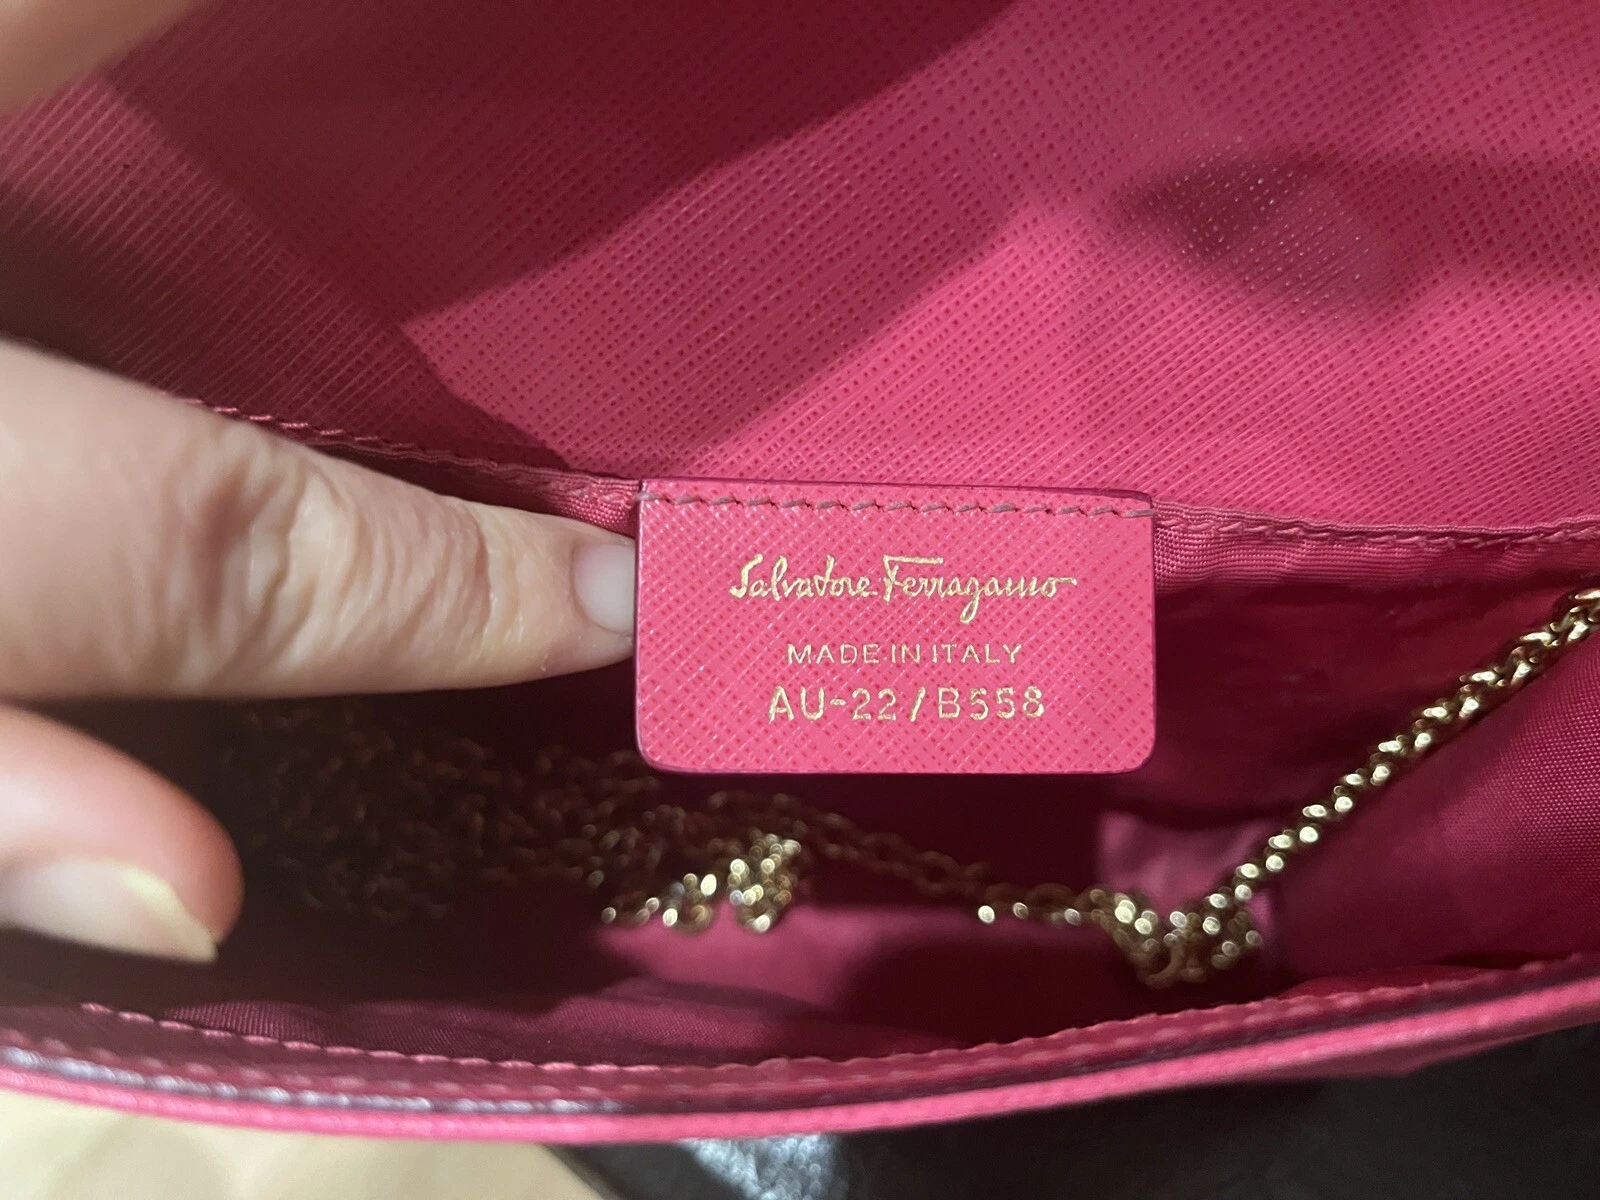 Salvatore Ferragamo
MADE IN ITALY
AU-22/B558